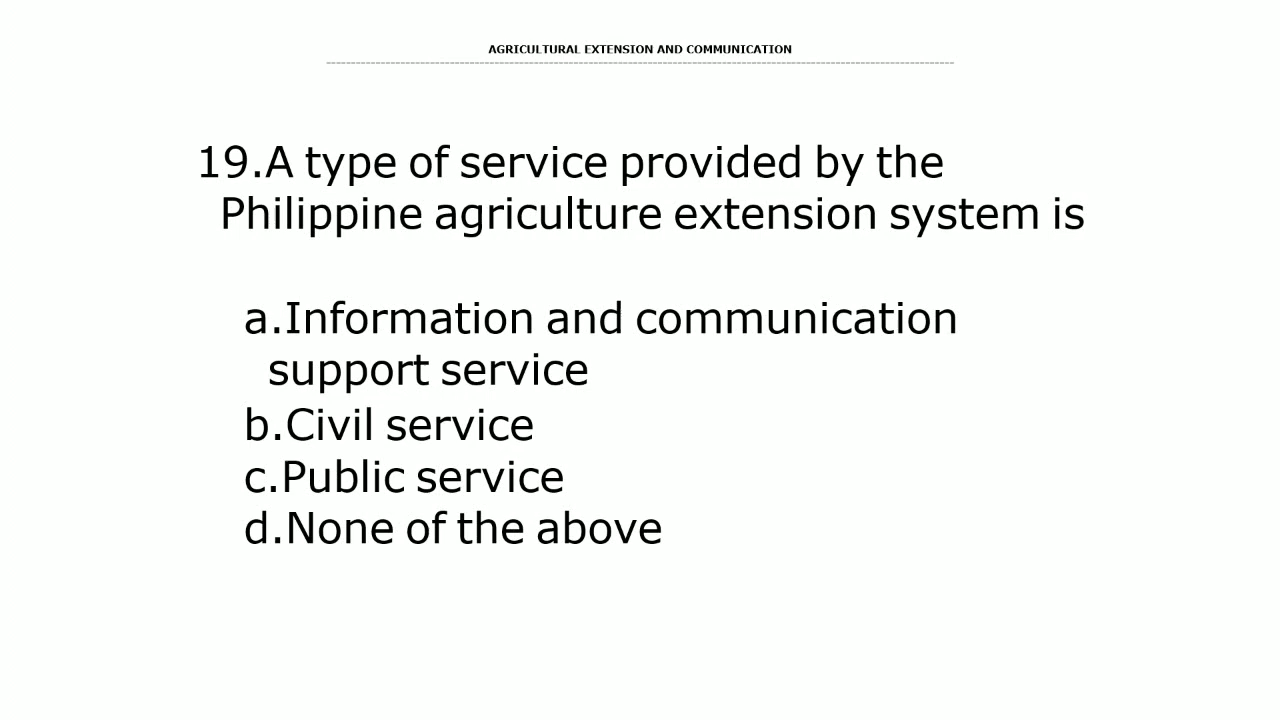 AGRICULTURAL EXTENSION AND COMMUNICATION
19.A type of service provided by the
Philippine agriculture extension system is
a.Information and communication
support service
b.Civil service
c.Public service
d.None of the above